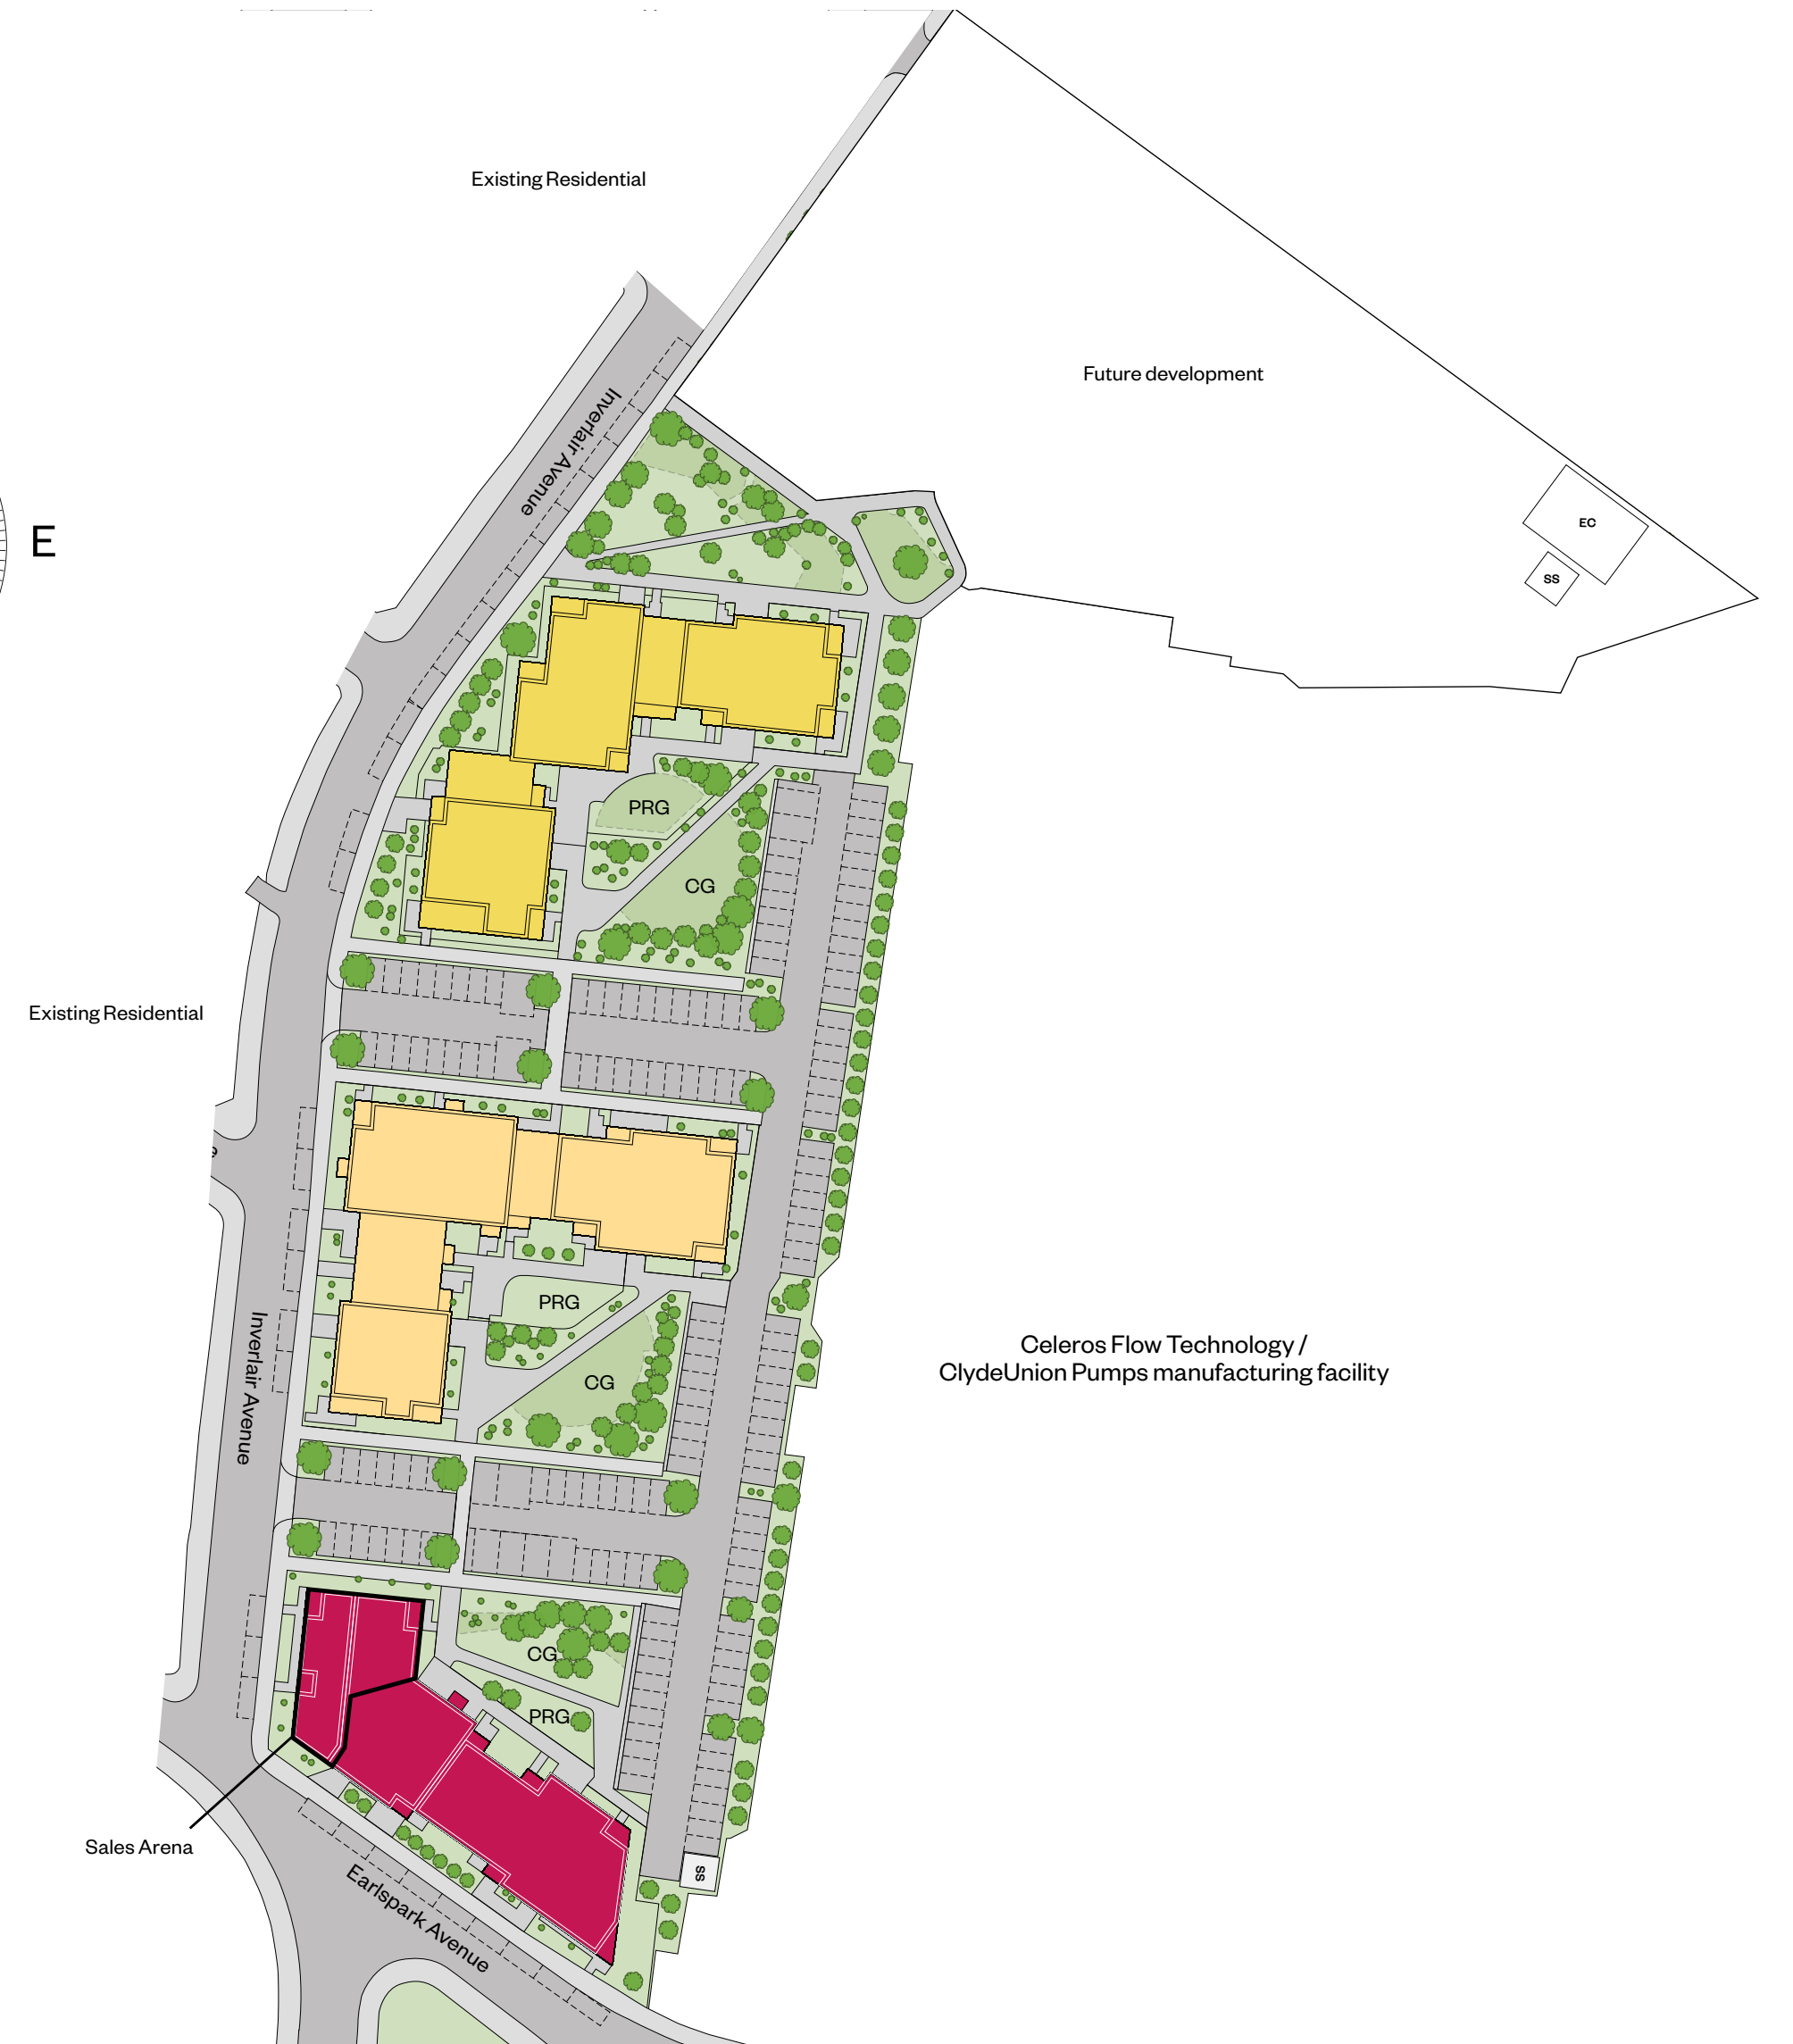 Existing Residential
Future development
Inverlair Avenue
EC
SS
E
PRG
CG
Existing Residential
PRG
Celeros Flow Technology /
ClydeUnion Pumps manufacturing facility
CG
Inverlair Avenue
CG
PRG
Sales Arena
SS
Earlspark Avenue